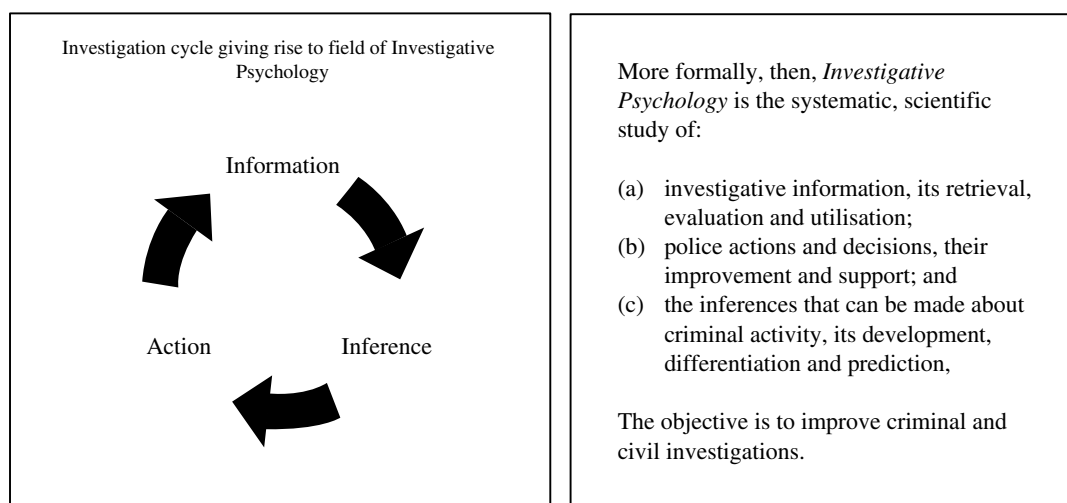 Investigation cycle giving rise to field of Investigative
Psychology
Information
Action
Inference
More formally, then, Investigative
Psychology is the systematic, scientific
study of:
(a) investigative information, its retrieval,
evaluation and utilisation;
(b) police actions and decisions, their
improvement and support; and
(c) the inferences that can be made about
criminal activity, its development,
differentiation and prediction,
The objective is to improve criminal and
civil investigations.